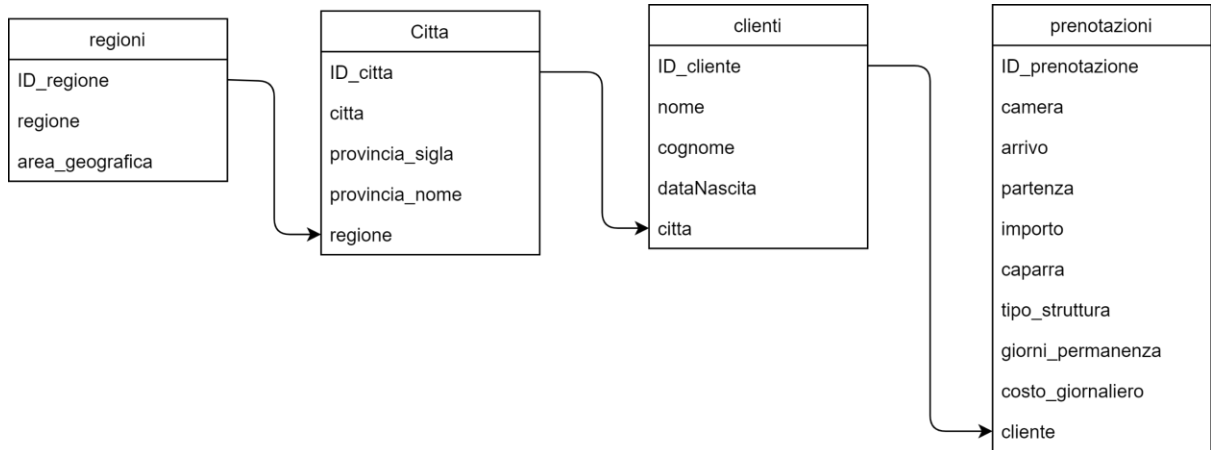 regioni
ID_regione
regione
area_geografica
Citta
ID_citta
citta
provincia_sigla
provincia_nome
regione
clienti
ID_cliente
nome
cognome
dataNascita
citta
prenotazioni
ID_prenotazione
camera
arrivo
partenza
importo
caparra
tipo_struttura
giorni_permanenza
costo_giornaliero
cliente